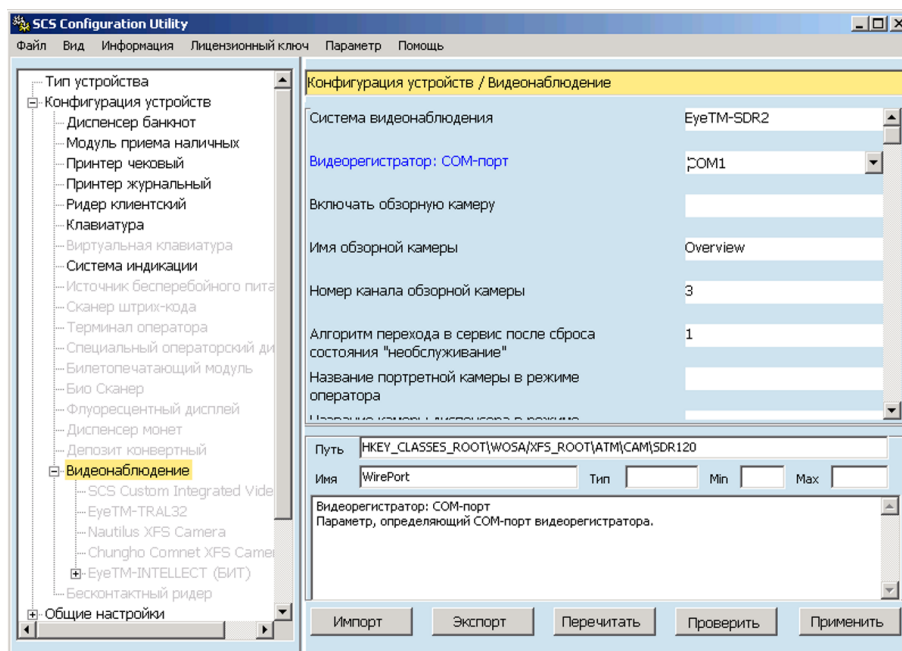 SCS Configuration Utility
Файл Вид Информация Лицензионный ключ Параметр Помощь
Тип устройства
Конфигурация устройств
Диспенсер банкнот
Модуль приема наличных
Принтер чековый
Принтер журнальный
Ридер клиентский
Клавиатура
Виртуальная клавиатура
Система индикации
Источник бесперебойного пита
Сканер штрих-кода
Терминал оператора
Специальный операторский ди
Билетопечатающий модуль
Био Сканер
Флуоресцентный дисплей
Диспенсер монет
Депозит конвертный
Видеонаблюдение
SCS Custom Integrated Vide
EyeTM-TRAL32
Nautilus XFS Camera
Chungho Comnet XFS Camer
EyeTM-INTELLECT (БИТ)
Бесконтактный ридер
Общие настройки
Конфигурация устройств / Видеонаблюдение
Система видеонаблюдения EyeTM-SDR2
Видеорегистратор: COM-порт COM1
Включать обзорную камеру
Имя обзорной камеры Overview
Номер канала обзорной камеры 3
Алгоритм перехода в сервис после сброса 1
состояния "необслуживание"
Название портретной камеры в режиме
оператора
Название камеры диспенсера в режиме
Путь HKEY_CLASSES_ROOT\WOSA/XFS_ROOT\ATM\CAM\SDR120
Имя WirePort Тип Min Max
Видеорегистратор: COM-порт
Параметр, определяющий COM-порт видеорегистратора.
Импорт Экспорт Перечитать Проверить Применить